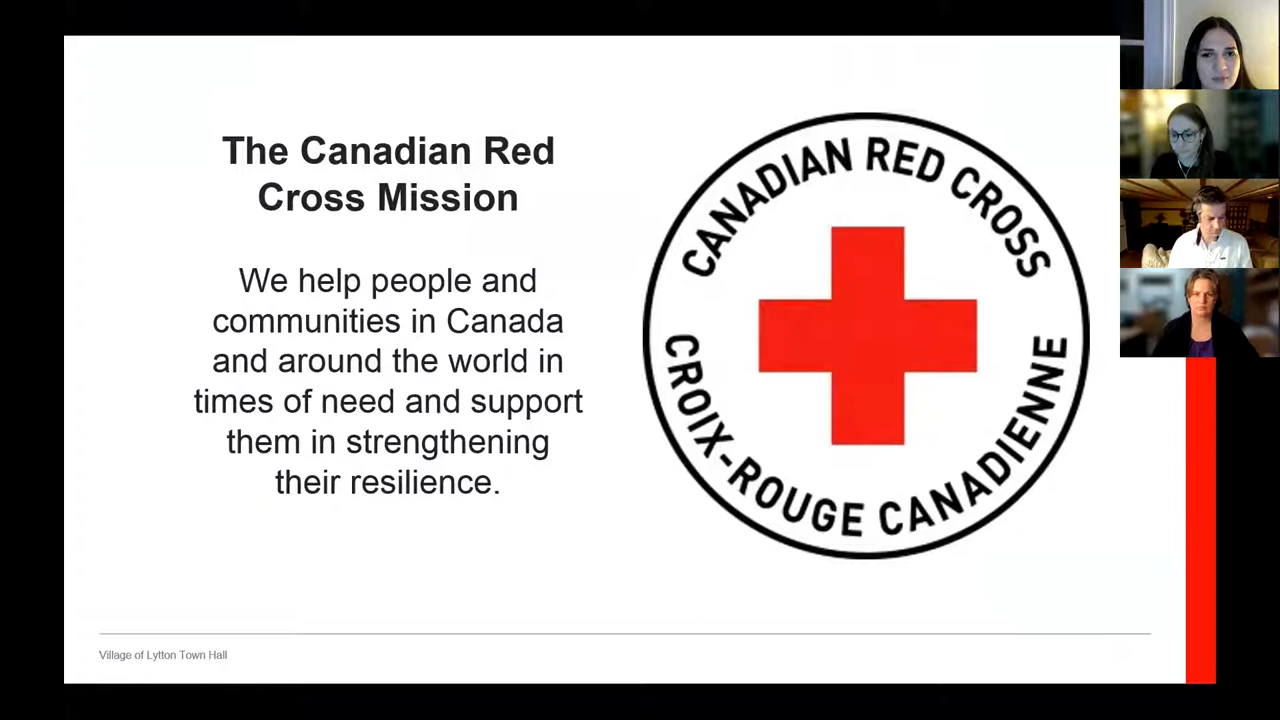 The Canadian Red
Cross Mission
We help people and
communities in Canada
and around the world in
times of need and support
them in strengthening
their resilience.
CANADIAN RED CROSS
CROIX-ROUGE CANADIENNE
Village of Lytton Town Hall